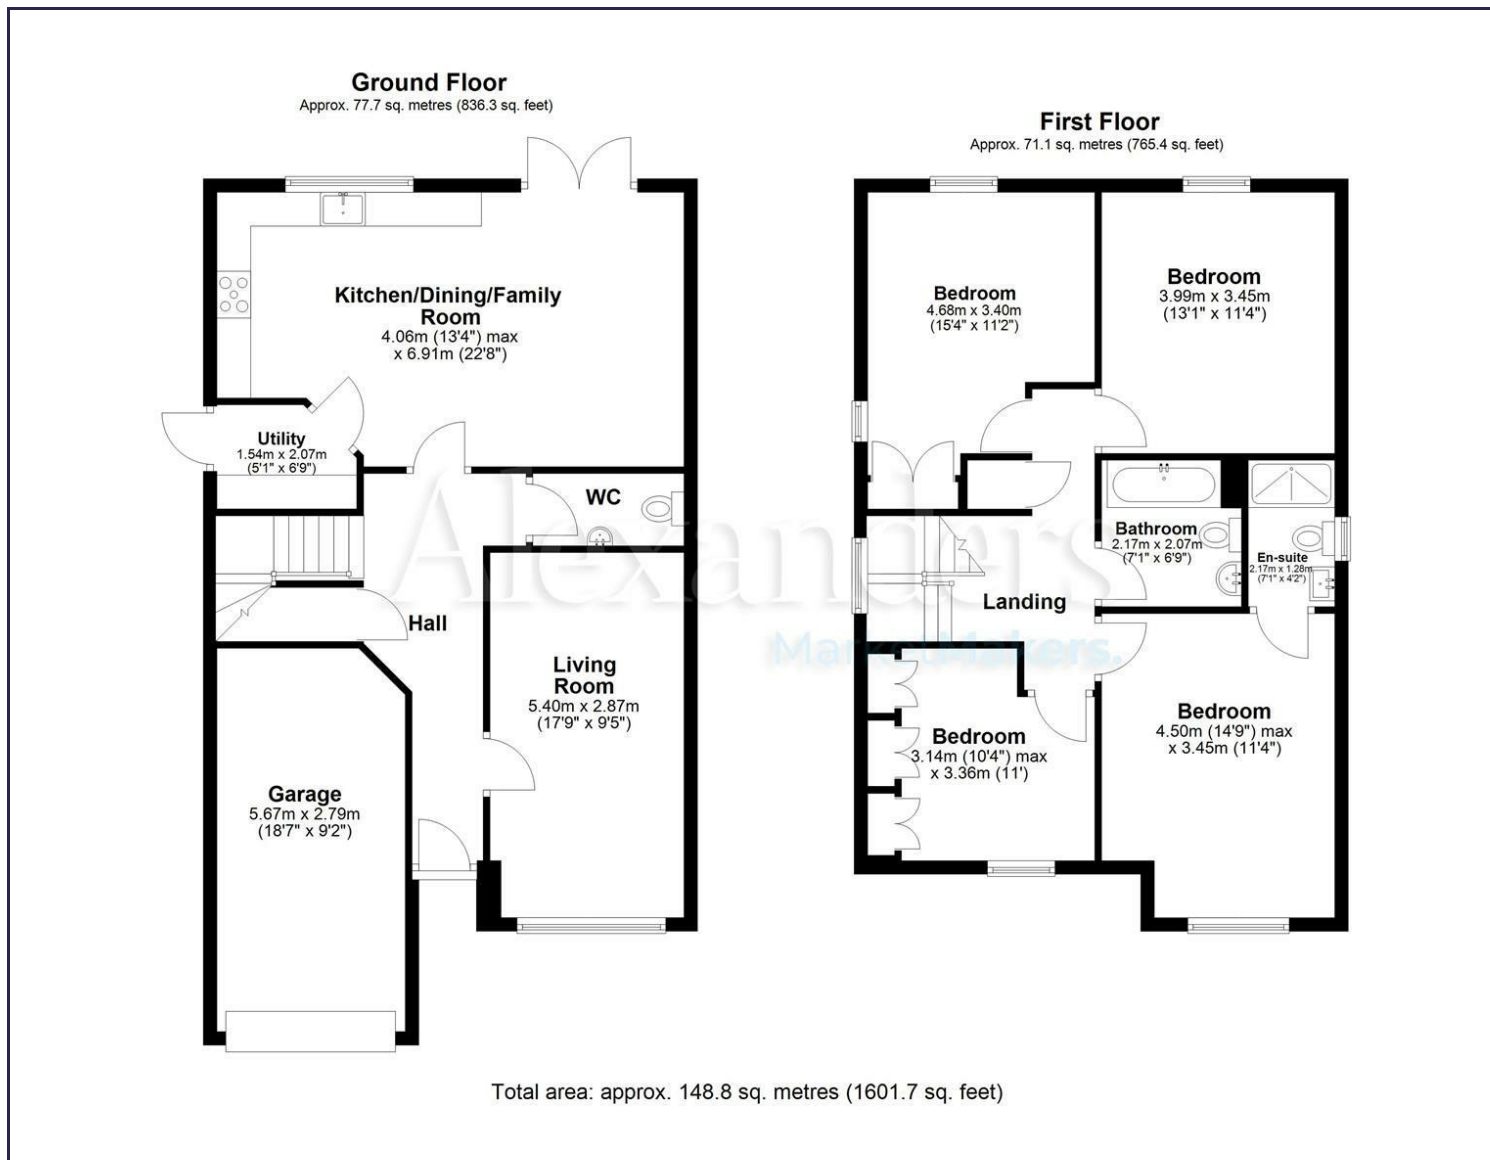 Ground Floor
Approx. 77.7 sq. metres (836.3 sq. feet)
Kitchen/Dining/Family
Room
4.06m (13'4") max
x 6.91m (22'8")
Utility
1.54m x 2.07m
(5'1" x 6'9")
WC
Hall
Living
Room
5.40m x 2.87m
(17'9" x 9'5")
Garage
5.67m x 2.79m
(18'7" x 9'2")
First Floor
Approx. 71.1 sq. metres (765.4 sq. feet)
Bedroom
4.68m x 3.40m
(15'4" x 11'2")
Bedroom
3.99m x 3.45m
(13'1" x 11'4")
Bathroom
2.17m x 2.07m
(7'1" x 6'9")
En-suite
2.17m x 1.28m
(7'1" x 4'2")
Landing
Bedroom
3.14m (10'4") max
x 3.36m (11')
Bedroom
4.50m (14'9") max
x 3.45m (11'4")
Alexanders
MarketMakers.
Total area: approx. 148.8 sq. metres (1601.7 sq. feet)